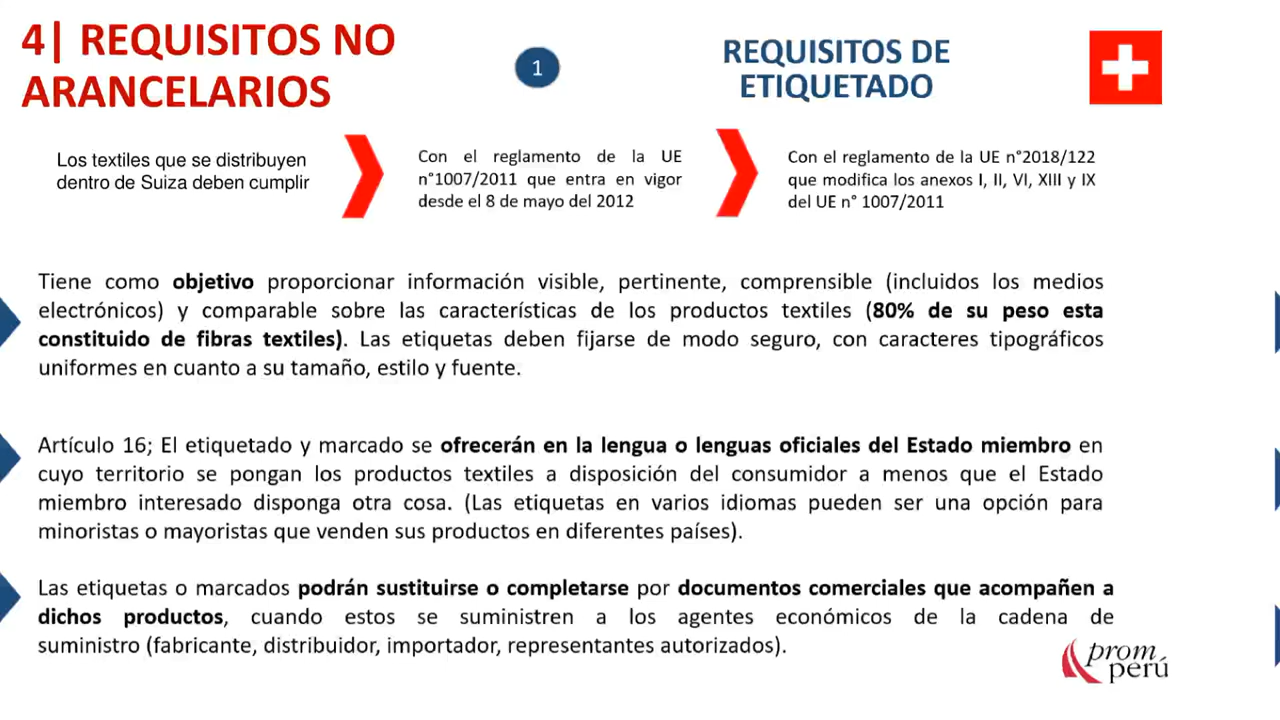 4| REQUISITOS NO
ARANCELARIOS
1
REQUISITOS DE
ETIQUETADO
Los textiles que se distribuyen
dentro de Suiza deben cumplir
Con el reglamento de la UE
n°1007/2011 que entra en vigor
desde el 8 de mayo del 2012
Con el reglamento de la UE n°2018/122
que modifica los anexos I, II, VI, XIII y IX
del UE n° 1007/2011
Tiene como objetivo proporcionar información visible, pertinente, comprensible (incluidos los medios
electrónicos) y comparable sobre las características de los productos textiles (80% de su peso esta
constituido de fibras textiles). Las etiquetas deben fijarse de modo seguro, con caracteres tipográficos
uniformes en cuanto a su tamaño, estilo y fuente.
Artículo 16; El etiquetado y marcado se ofrecerán en la lengua o lenguas oficiales del Estado miembro en
cuyo territorio se pongan los productos textiles a disposición del consumidor a menos que el Estado
miembro interesado disponga otra cosa. (Las etiquetas en varios idiomas pueden ser una opción para
minoristas o mayoristas que venden sus productos en diferentes países).
Las etiquetas o marcados podrán sustituirse o completarse por documentos comerciales que acompañen a
dichos productos, cuando estos se suministren a los agentes económicos de la cadena de
suministro (fabricante, distribuidor, importador, representantes autorizados).
prom
perú